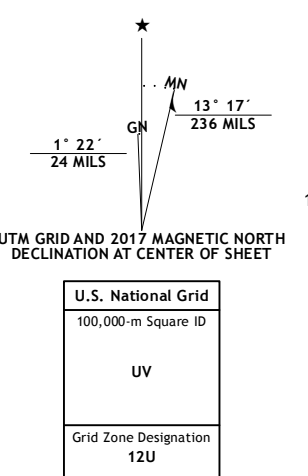 ★
MN
GN
13° 17´
236 MILS
1° 22´
24 MILS
UTM GRID AND 2017 MAGNETIC NORTH
DECLINATION AT CENTER OF SHEET
U.S. National Grid
100,000-m Square ID
UV
Grid Zone Designation
12U